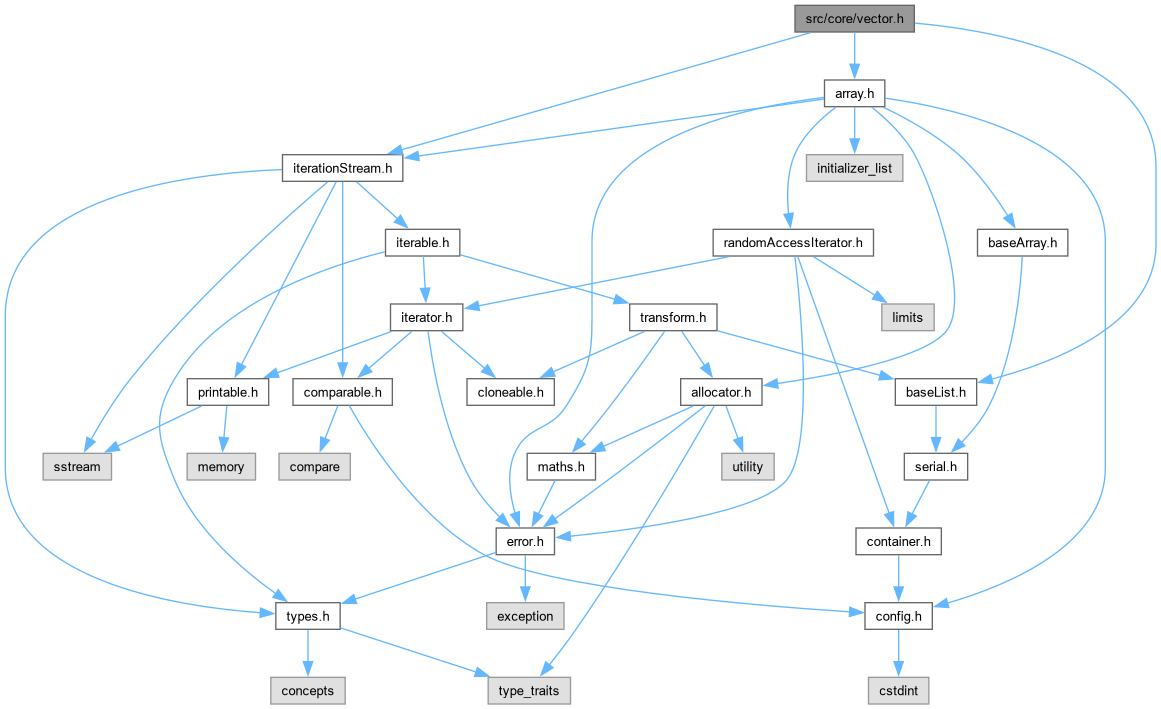 src/core/vector.h
array.h
iterationStream.h
initializer_list
iterable.h
randomAccessIterator.h
baseArray.h
iterator.h
transform.h
limits
printable.h
comparable.h
cloneable.h
allocator.h
baseList.h
sstream
memory
compare
maths.h
utility
serial.h
error.h
container.h
types.h
exception
config.h
concepts
type_traits
cstdint